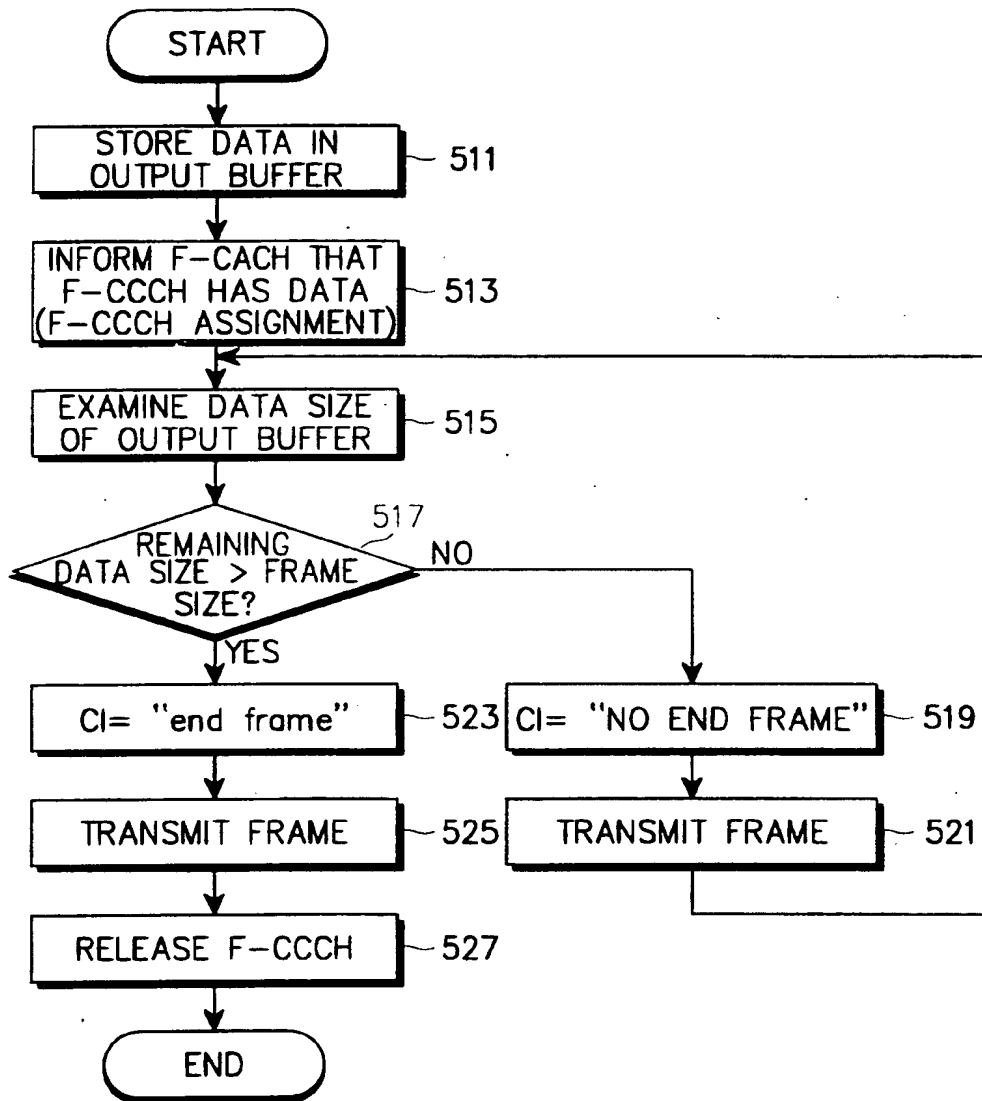 START
STORE DATA IN
OUTPUT BUFFER
511
INFORM F-CACH THAT
F-CCCH HAS DATA
(F-CCCH ASSIGNMENT)
513
EXAMINE DATA SIZE
OF OUTPUT BUFFER
515
517
REMAINING
DATA SIZE > FRAME
SIZE?
NO
YES
CI= "end frame"
523
CI= "NO END FRAME"
519
TRANSMIT FRAME
525
TRANSMIT FRAME
521
RELEASE F-CCCH
527
END